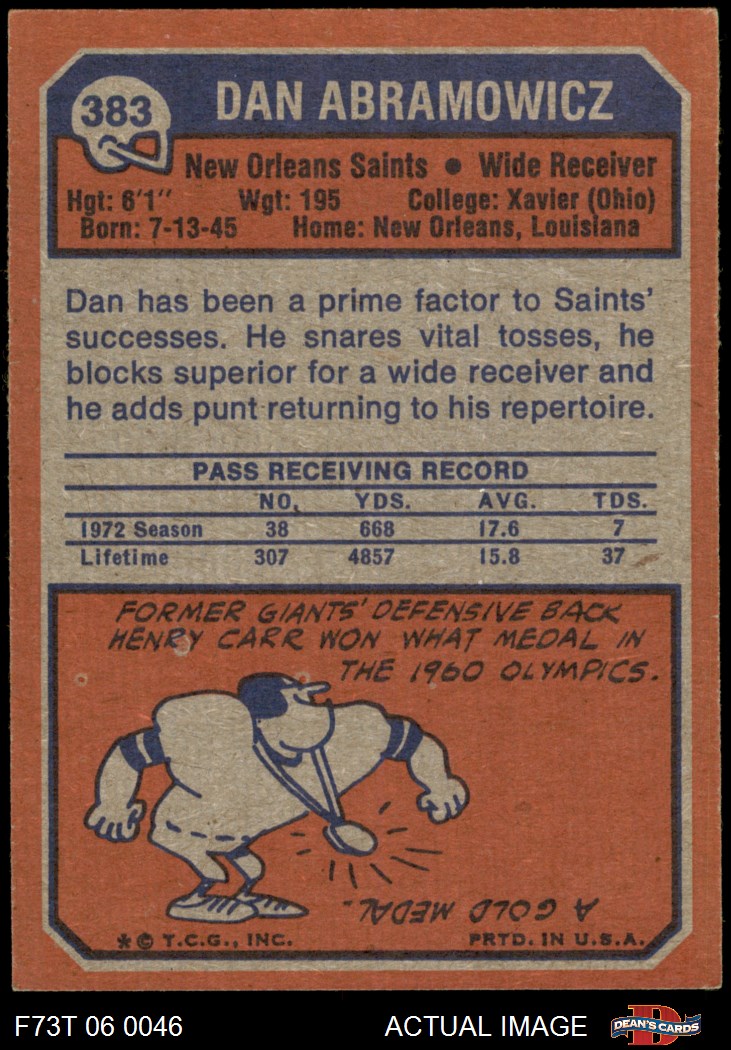 383
DAN ABRAMOWICZ
New Orleans Saints ● Wide Receiver
Hgt: 6'1" Wgt: 195 College: Xavier (Ohio)
Born: 7-13-45 Home: New Orleans, Louisiana
Dan has been a prime factor to Saints'
successes. He snares vital tosses, he
blocks superior for a wide receiver and
he adds punt returning to his repertoire.
PASS RECEIVING RECORD
NO. YDS. AVG. TDS.
1972 Season 38 668 17.6 7
Lifetime 307 4857 15.8 37
FORMER GIANTS' DEFENSIVE BACK
HENRY CARR WON WHAT MEDAL IN
THE 1960 OLYMPICS.
A GOLD MEDAL.
*© T.C.G., INC. PRTD. IN U.S.A.
F73T 06 0046 ACTUAL IMAGE DEAN'S CARDS